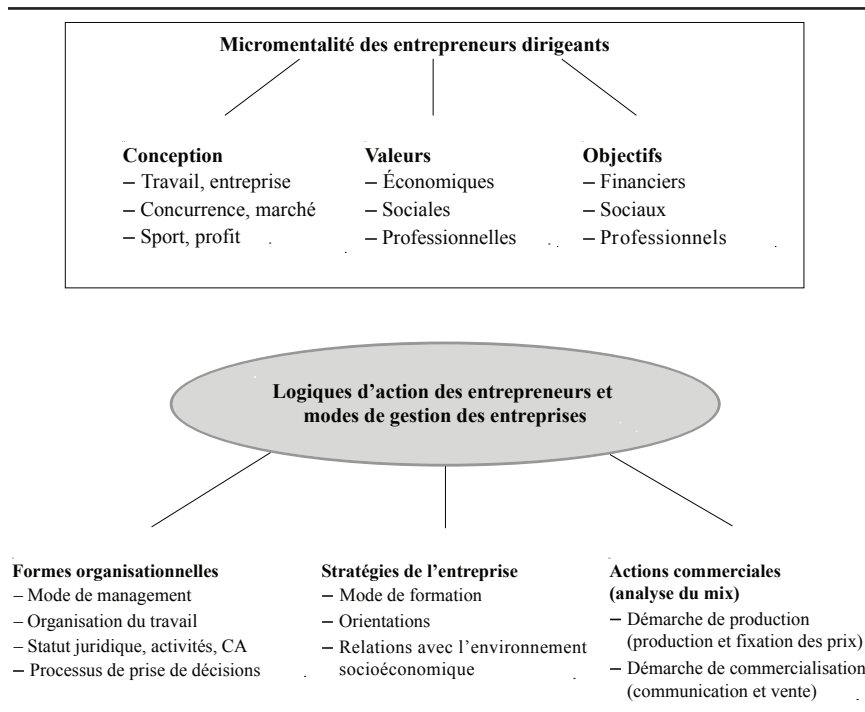 Micromentalité des entrepreneurs dirigeants
Conception
– Travail, entreprise
– Concurrence, marché
– Sport, profit
Valeurs
– Économiques
– Sociales
– Professionnelles
Objectifs
– Financiers
– Sociaux
– Professionnels
Logiques d’action des entrepreneurs et
modes de gestion des entreprises
Formes organisationnelles
– Mode de management
– Organisation du travail
– Statut juridique, activités, CA
– Processus de prise de décisions
Stratégies de l’entreprise
– Mode de formation
– Orientations
– Relations avec l’environnement
socioéconomique
Actions commerciales
(analyse du mix)
– Démarche de production
(production et fixation des prix)
– Démarche de commercialisation
(communication et vente)